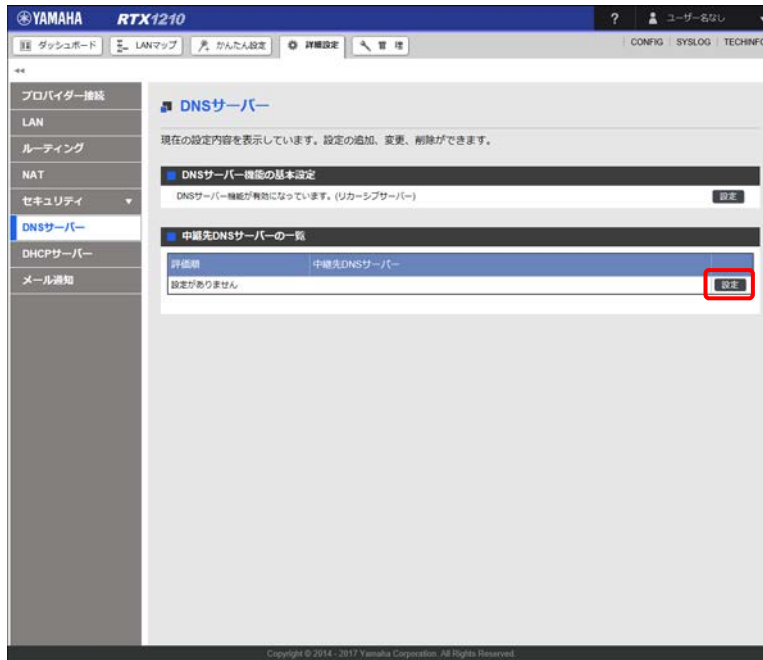 YAMAHA RTX1210 ? ユーザー名なし
ダッシュボード LANマップ かんたん設定 詳細設定 管理 CONFIG SYSLOG TECHINFO
<<
プロバイダー接続
LAN
ルーティング
NAT
セキュリティ ▼
DNSサーバー
DHCPサーバー
メール通知
DNSサーバー
現在の設定内容を表示しています。設定の追加、変更、削除ができます。
DNSサーバー機能の基本設定
DNSサーバー機能が有効になっています。(リカーシブサーバー) 設定
中継先DNSサーバーの一覧
評価順 中継先DNSサーバー
設定がありません 設定
Copyright © 2014 - 2017 Yamaha Corporation. All Rights Reserved.